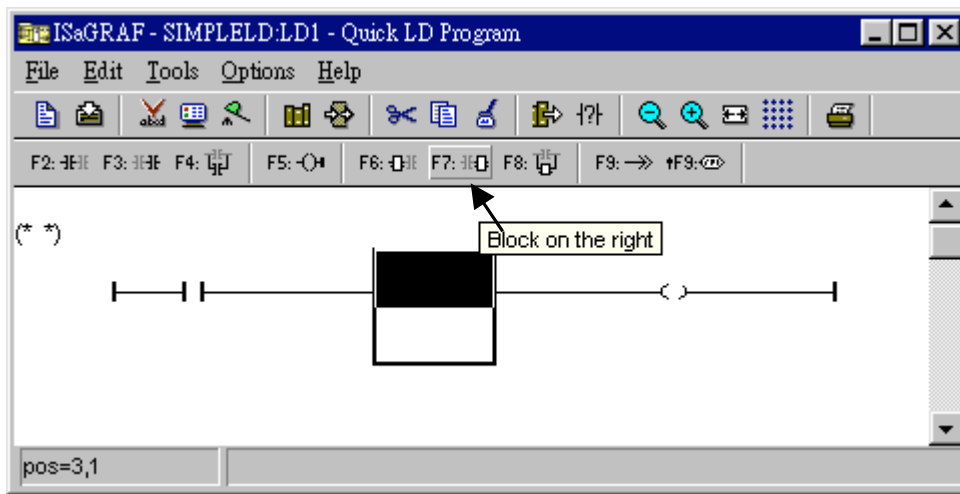 ISaGRAF - SIMPLELD:LD1 - Quick LD Program
File Edit Tools Options Help
F2: F3: F4: F5: F6: F7: F8: F9: F9:
Block on the right
(* *)
pos=3,1